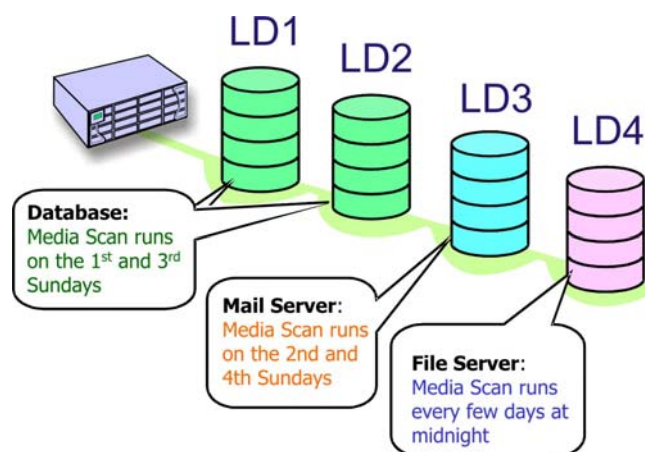 LD1
LD2
LD3
LD4
Database:
Media Scan runs
on the 1st and 3rd
Sundays
Mail Server:
Media Scan runs
on the 2nd and
4th Sundays
File Server:
Media Scan runs
every few days at
midnight